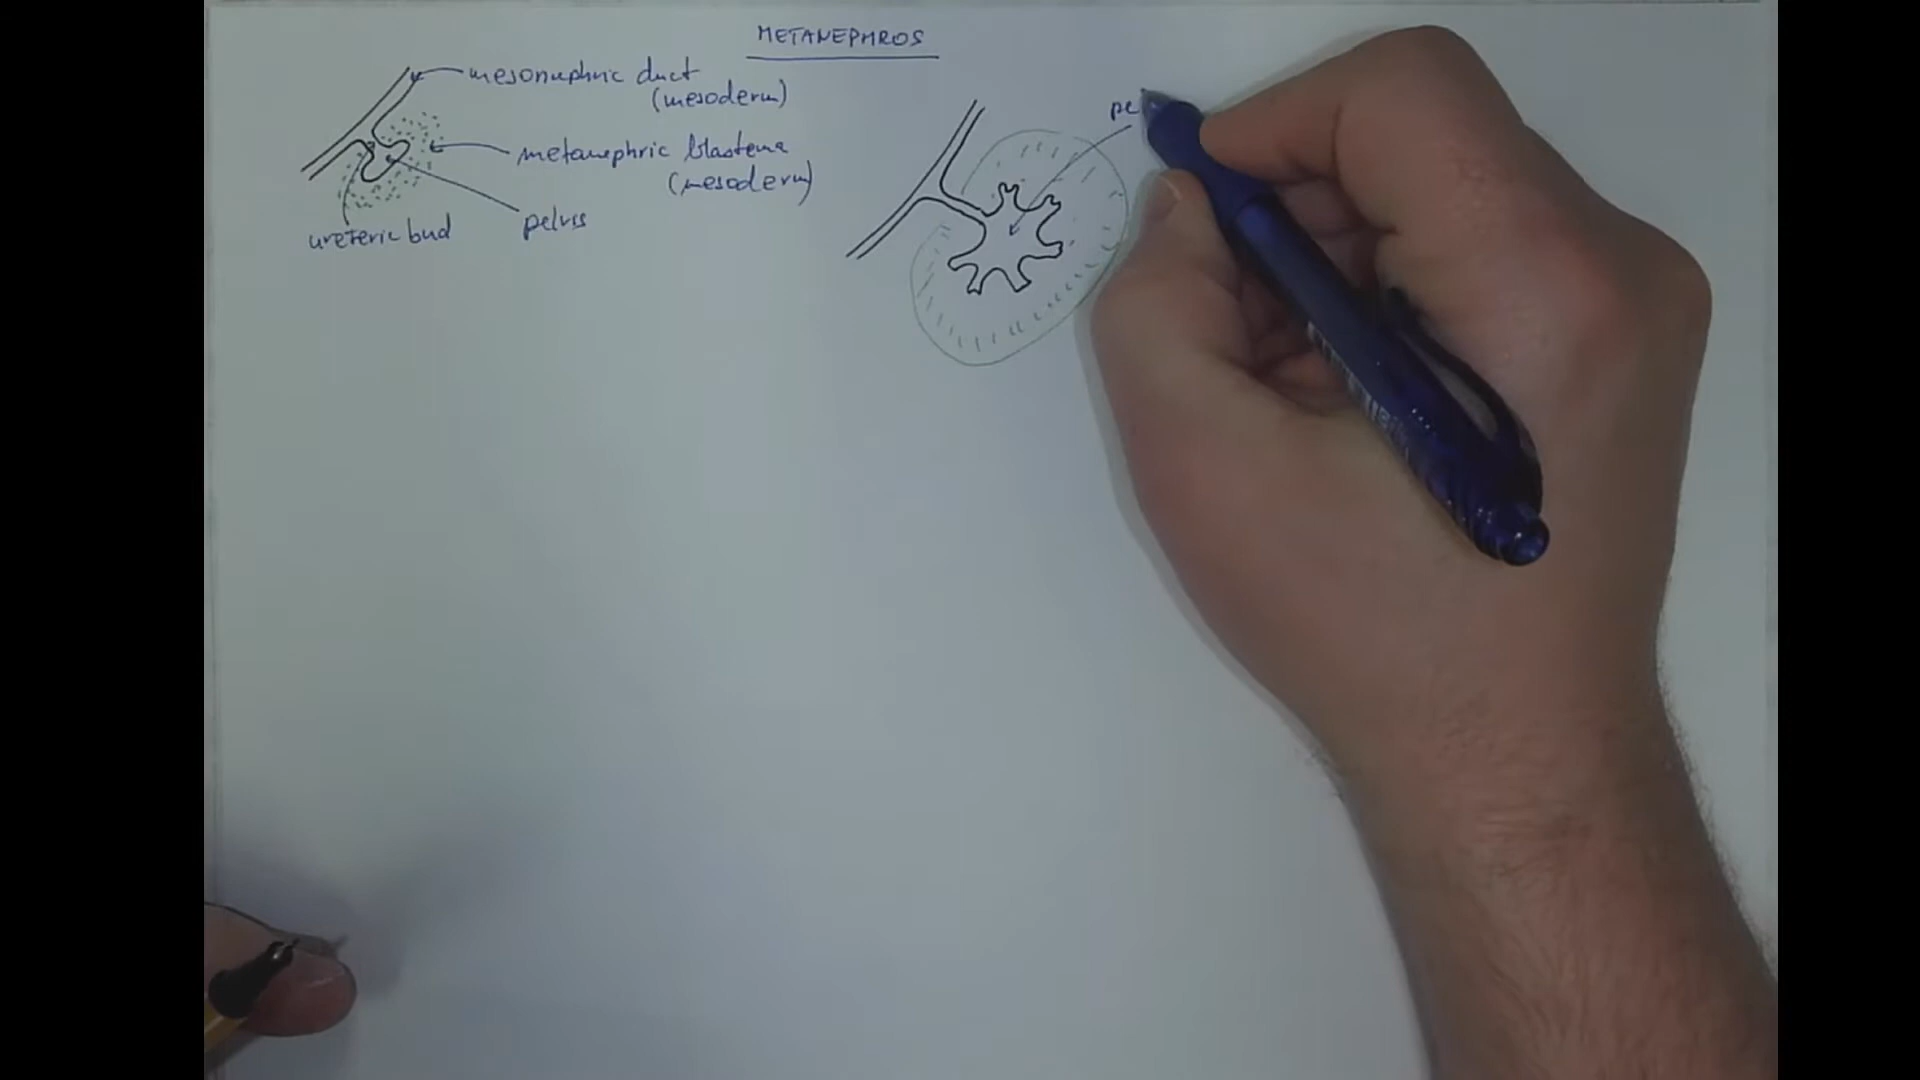 METANEPHROS
mesonephric duct
(mesoderm)
metanephric blastema
(mesoderm)
ureteric bud
pelvis
pe